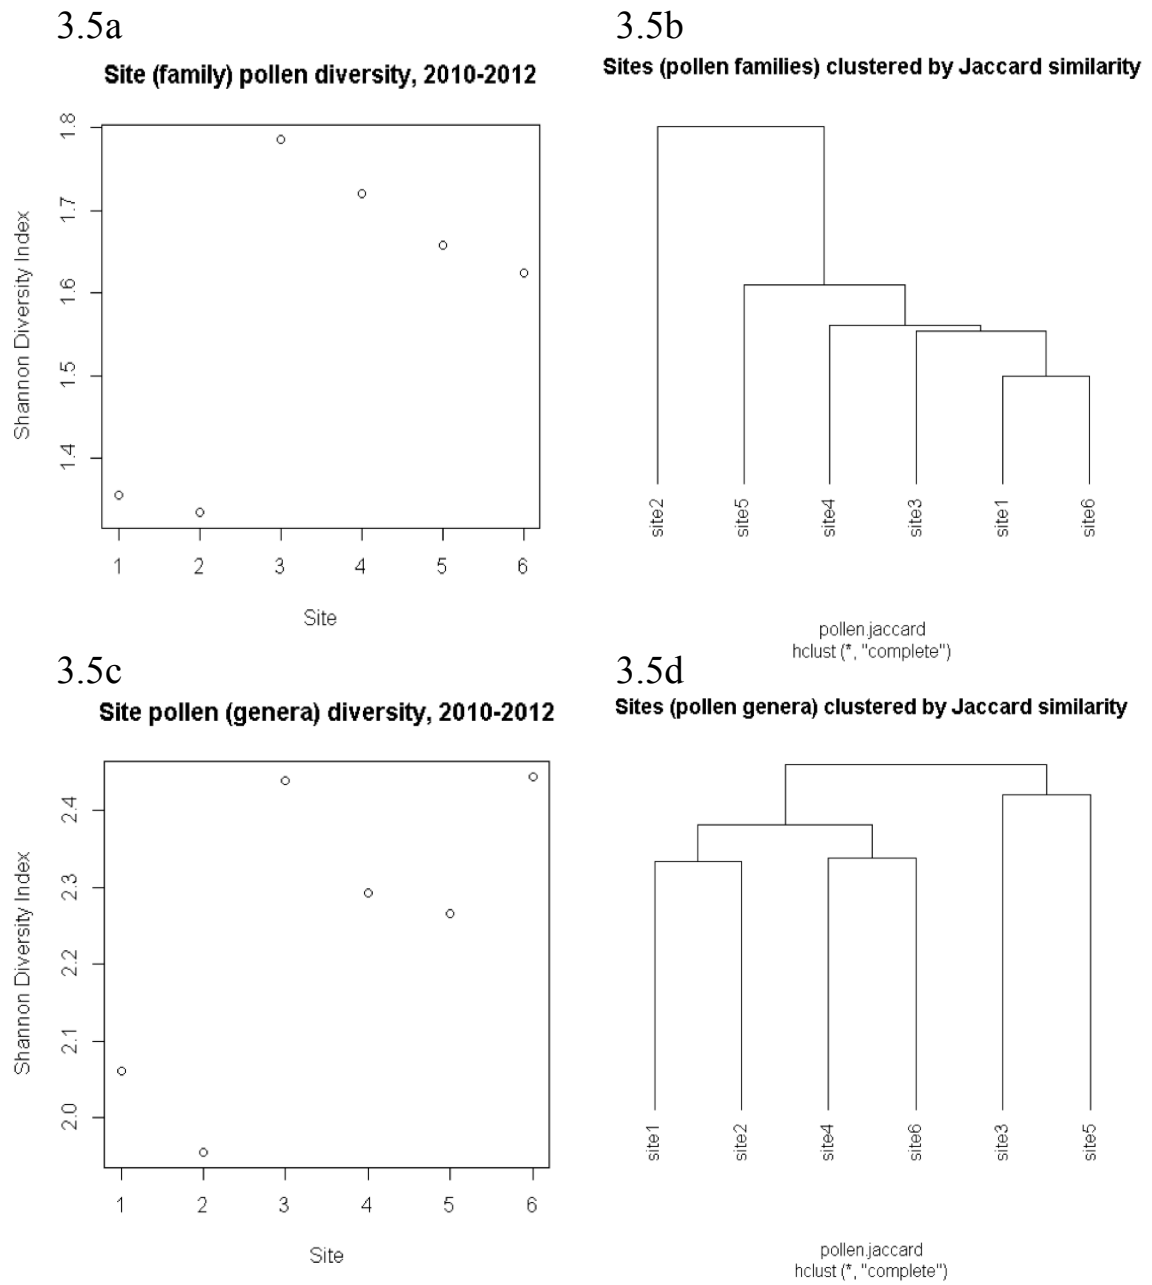 3.5a
Site (family) pollen diversity, 2010-2012
Shannon Diversity Index
1.8
1.7
1.6
1.5
1.4
1 2 3 4 5 6
Site
3.5b
Sites (pollen families) clustered by Jaccard similarity
site2 site5 site4 site3 site1 site6
pollen.jaccard
hclust (*, "complete")
3.5c
Site pollen (genera) diversity, 2010-2012
Shannon Diversity Index
2.4
2.3
2.2
2.1
2.0
1 2 3 4 5 6
Site
3.5d
Sites (pollen genera) clustered by Jaccard similarity
site1 site2 site4 site6 site3 site5
pollen.jaccard
hclust (*, "complete")